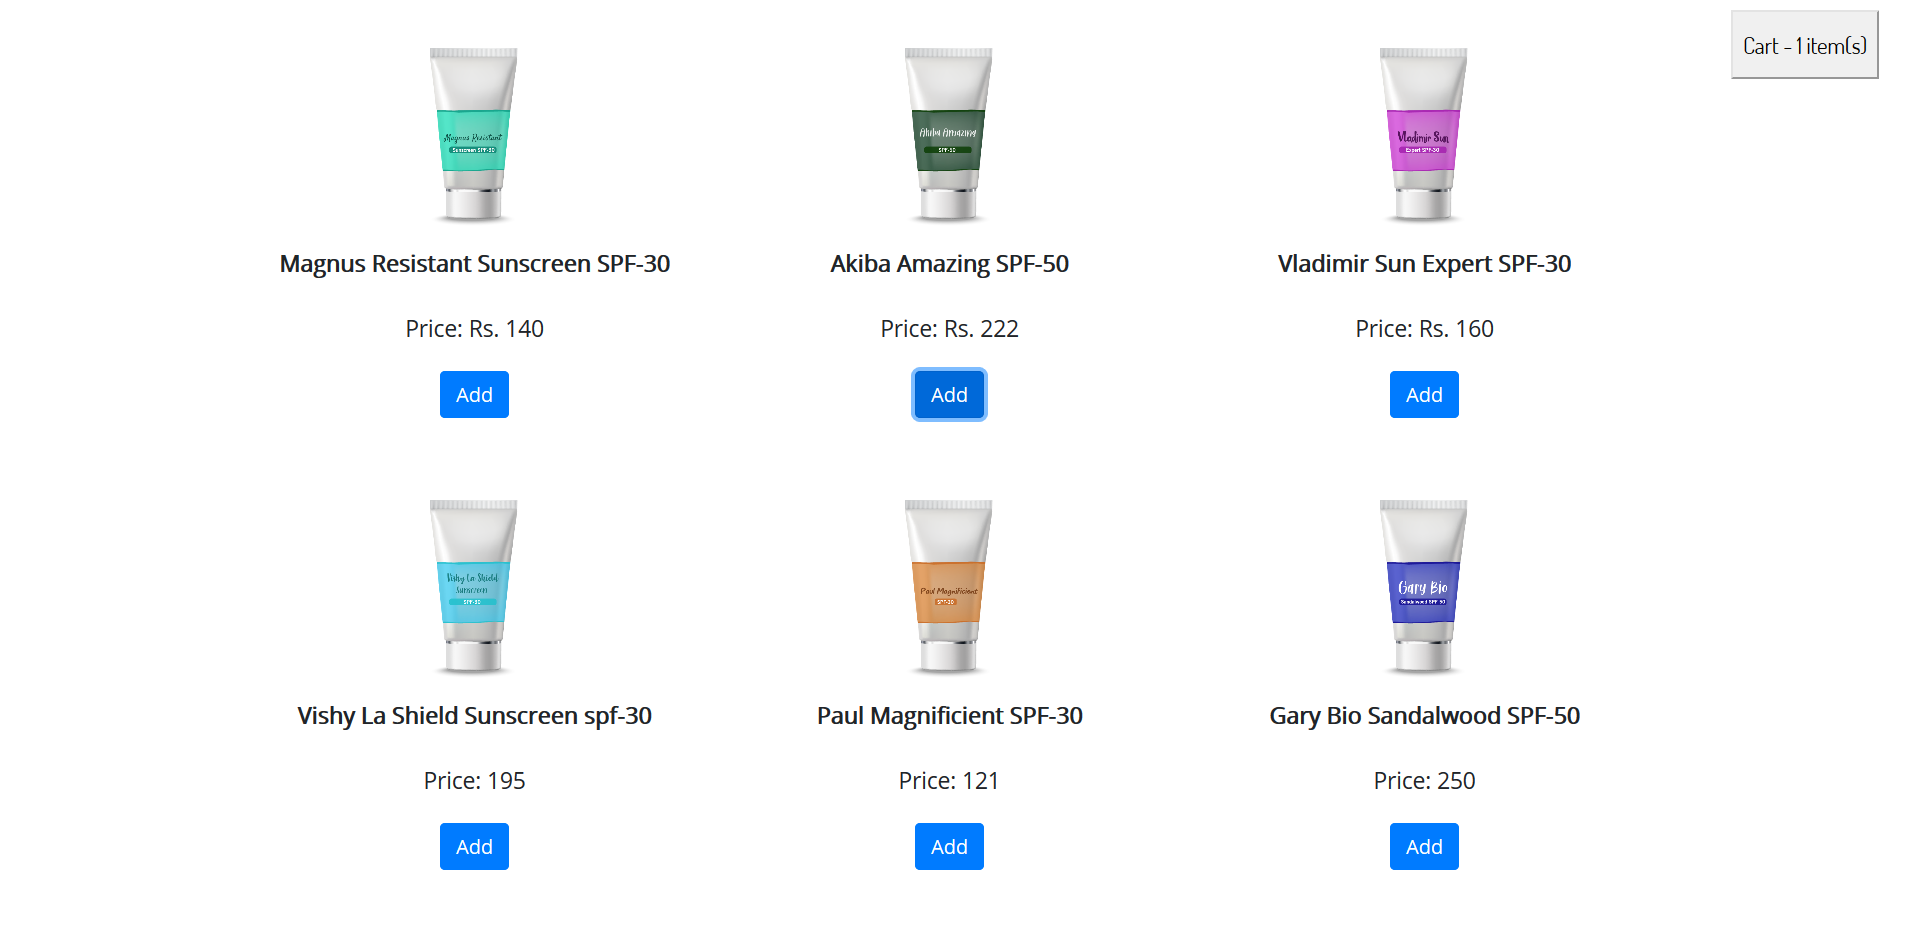 Cart - 1 item(s)
Magnus Resistant
Sunscreen SPF-30
Akiba Amazing
SPF-50
Vladimir Sun
Expert SPF-30
Magnus Resistant Sunscreen SPF-30
Akiba Amazing SPF-50
Vladimir Sun Expert SPF-30
Price: Rs. 140
Price: Rs. 222
Price: Rs. 160
Add
Add
Add
Vishy La Shield
Sunscreen
SPF-30
Paul Magnificient
SPF-30
Gary Bio
Sandalwood SPF-50
Vishy La Shield Sunscreen spf-30
Paul Magnificient SPF-30
Gary Bio Sandalwood SPF-50
Price: 195
Price: 121
Price: 250
Add
Add
Add